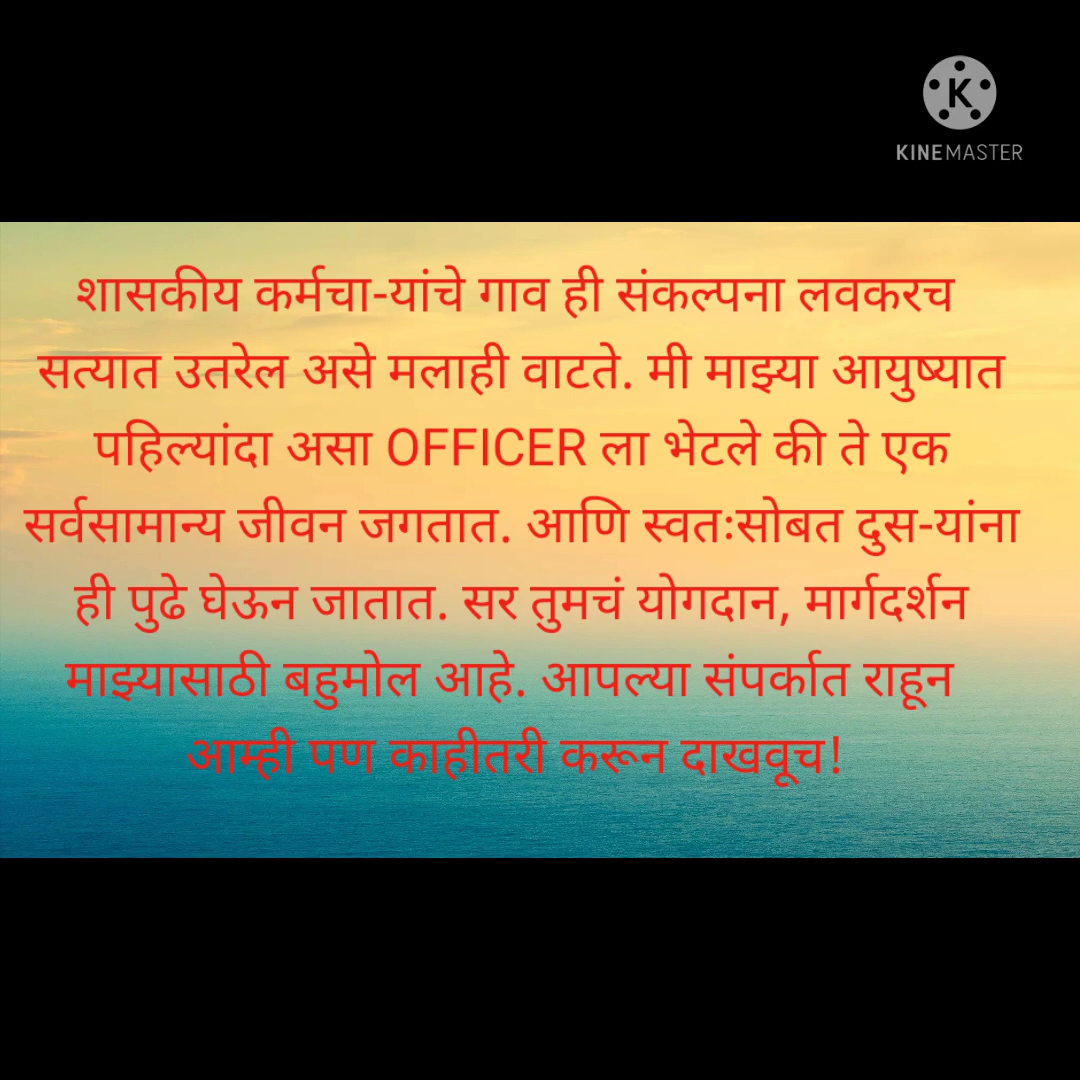 KINEMASTER
शासकीय कर्मचा-यांचे गाव ही संकल्पना लवकरच
सत्यात उतरेल असे मलाही वाटते. मी माझ्या आयुष्यात
पहिल्यांदा असा OFFICER ला भेटले की ते एक
सर्वसामान्य जीवन जगतात. आणि स्वतःसोबत दुस-यांना
ही पुढे घेऊन जातात. सर तुमचं योगदान, मार्गदर्शन
माझ्यासाठी बहुमोल आहे. आपल्या संपर्कात राहून
आम्ही पण काहीतरी करून दाखवूच!